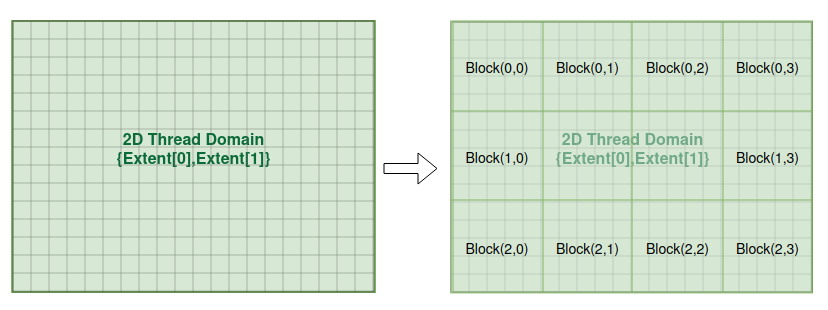 2D Thread Domain
{Extent[0],Extent[1]}
Block(0,0) Block(0,1) Block(0,2) Block(0,3)
2D Thread Domain
Block(1,0) {Extent[0],Extent[1]} Block(1,3)
Block(2,0) Block(2,1) Block(2,2) Block(2,3)